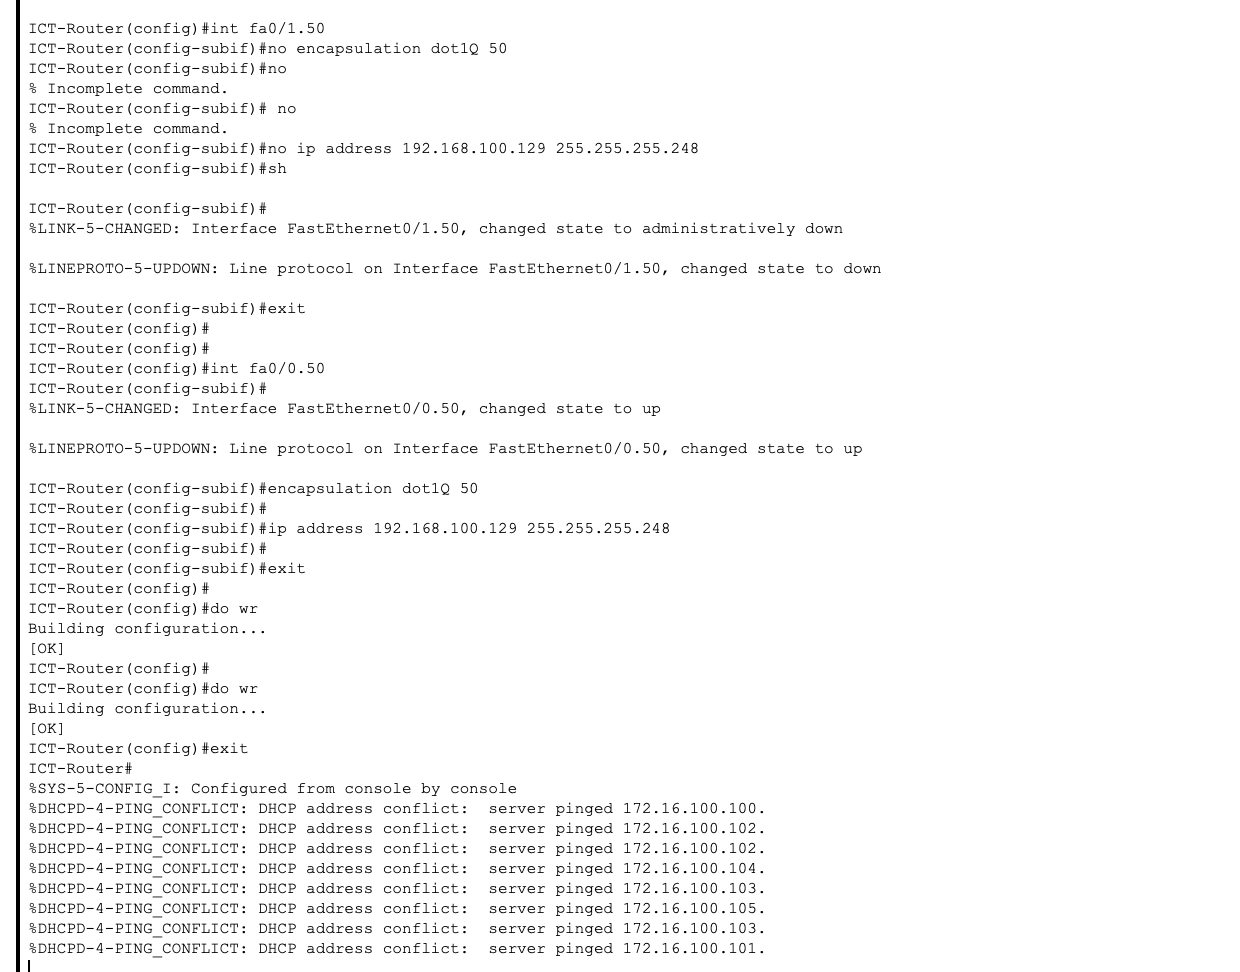 ICT-Router(config)#int fa0/1.50
ICT-Router(config-subif)#no encapsulation dot1Q 50
ICT-Router(config-subif)#no
% Incomplete command.
ICT-Router(config-subif)# no
% Incomplete command.
ICT-Router(config-subif)#no ip address 192.168.100.129 255.255.255.248
ICT-Router(config-subif)#sh
ICT-Router(config-subif)#
%LINK-5-CHANGED: Interface FastEthernet0/1.50, changed state to administratively down
%LINEPROTO-5-UPDOWN: Line protocol on Interface FastEthernet0/1.50, changed state to down
ICT-Router(config-subif)#exit
ICT-Router(config)#
ICT-Router(config)#
ICT-Router(config)#int fa0/0.50
ICT-Router(config-subif)#
%LINK-5-CHANGED: Interface FastEthernet0/0.50, changed state to up
%LINEPROTO-5-UPDOWN: Line protocol on Interface FastEthernet0/0.50, changed state to up
ICT-Router(config-subif)#encapsulation dot1Q 50
ICT-Router(config-subif)#
ICT-Router(config-subif)#ip address 192.168.100.129 255.255.255.248
ICT-Router(config-subif)#
ICT-Router(config-subif)#exit
ICT-Router(config)#
ICT-Router(config)#do wr
Building configuration...
[OK]
ICT-Router(config)#
ICT-Router(config)#do wr
Building configuration...
[OK]
ICT-Router(config)#exit
ICT-Router#
%SYS-5-CONFIG_I: Configured from console by console
%DHCPD-4-PING_CONFLICT: DHCP address conflict:  server pinged 172.16.100.100.
%DHCPD-4-PING_CONFLICT: DHCP address conflict:  server pinged 172.16.100.102.
%DHCPD-4-PING_CONFLICT: DHCP address conflict:  server pinged 172.16.100.102.
%DHCPD-4-PING_CONFLICT: DHCP address conflict:  server pinged 172.16.100.104.
%DHCPD-4-PING_CONFLICT: DHCP address conflict:  server pinged 172.16.100.103.
%DHCPD-4-PING_CONFLICT: DHCP address conflict:  server pinged 172.16.100.105.
%DHCPD-4-PING_CONFLICT: DHCP address conflict:  server pinged 172.16.100.103.
%DHCPD-4-PING_CONFLICT: DHCP address conflict:  server pinged 172.16.100.101.